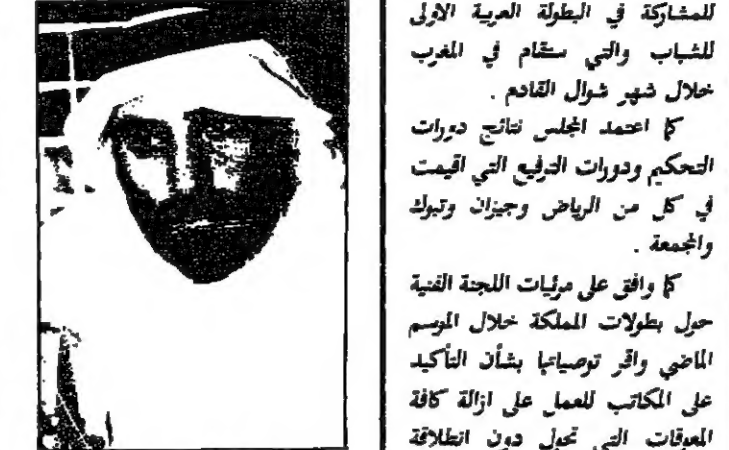 للمشاركة في البطولة العربية الاولى
للشباب والتي ستقام في المغرب
خلال شهر شوال القادم .
كما اعتمد المجلس نتائج دورات
التحكيم ودورات الترفيع التي اقيمت
في كل من الرياض وجيزان وتبوك
والمجمعة .
كما وافق على مرئيات اللجنة الفنية
حول بطولات المملكة خلال الموسم
الماضي واقر توصياتها بشأن التأكيد
على المكاتب للعمل على ازالة كافة
المعوقات التي تحول دون انطلاقة